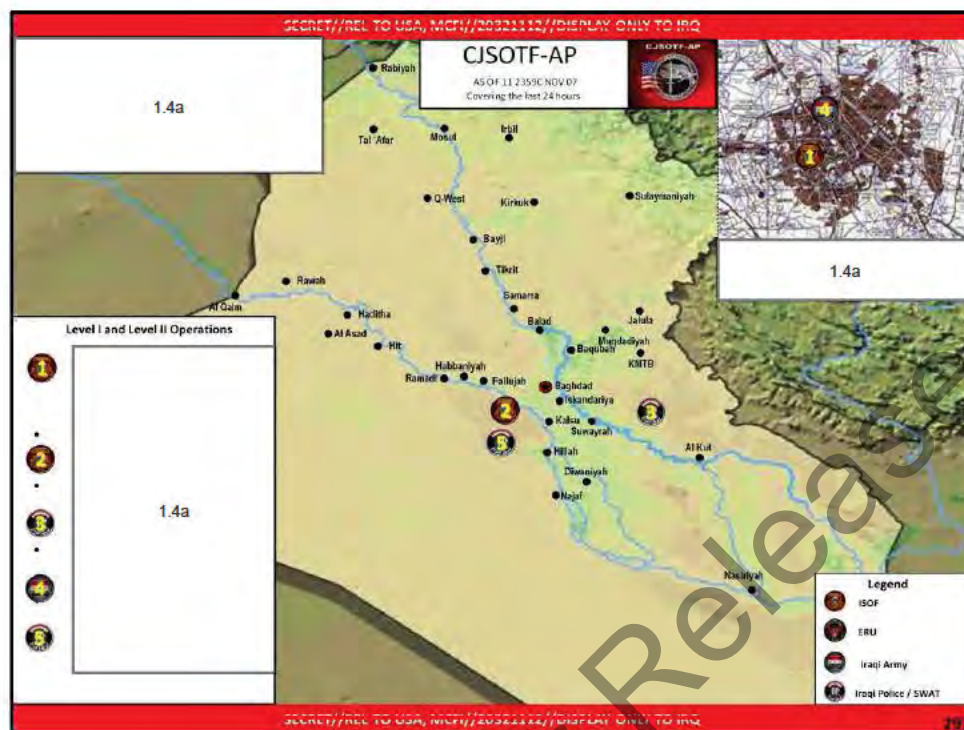 SECRET//REL TO USA, MCFI//20321112//DISPLAY ONLY TO IRQ
CJSOTF-AP
AS OF 11 2359C NOV 07
Covering the last 24 hours
CJSOTF-AP
1.4a
4
1
1.4a
Rabiyah
Tal 'Afar
Mosul
Irbil
Q-West
Kirkuk
Sulaymaniyah
Bayji
Tikrit
Rawah
Al Qaim
Samarra
Haditha
Al Asad
Balad
Jalula
Muqdadiyah
Hit
Baqubah
KMTB
Habbaniyah
Ramadi
Fallujah
Baghdad
Iskandariya
2
3
Kalsu
Suwayrah
5
Hillah
Al Kut
Diwaniyah
Najaf
Nasiriyah
Level I and Level II Operations
1
2
3
4
5
1.4a
Legend
ISOF
ERU
Iraqi Army
Iraqi Police / SWAT
Release
SECRET//REL TO USA, MCFI//20321112//DISPLAY ONLY TO IRQ
29